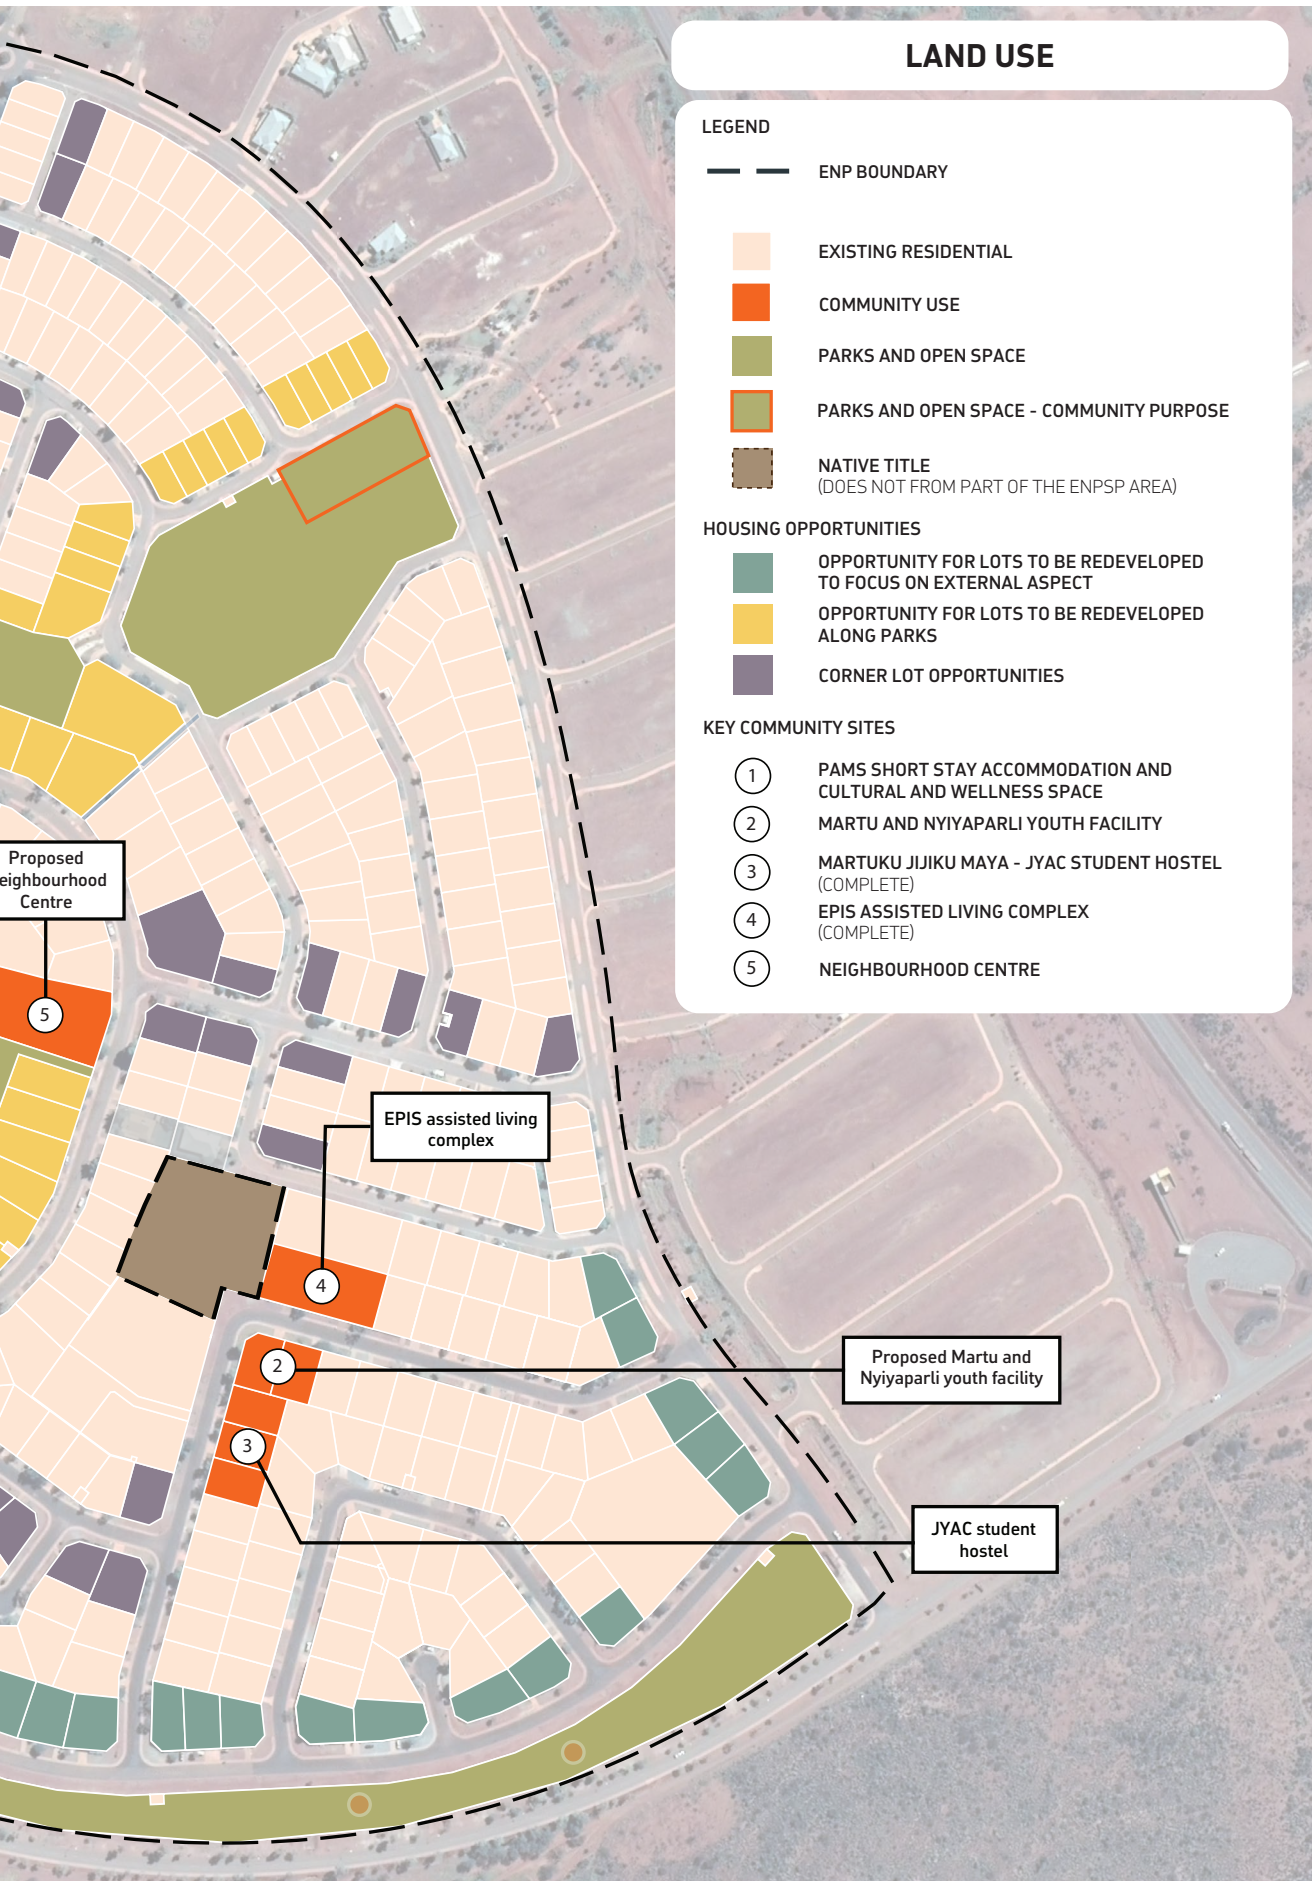 LAND USE
LEGEND
ENP BOUNDARY
EXISTING RESIDENTIAL
COMMUNITY USE
PARKS AND OPEN SPACE
PARKS AND OPEN SPACE - COMMUNITY PURPOSE
NATIVE TITLE
(DOES NOT FROM PART OF THE ENPSP AREA)
HOUSING OPPORTUNITIES
OPPORTUNITY FOR LOTS TO BE REDEVELOPED
TO FOCUS ON EXTERNAL ASPECT
OPPORTUNITY FOR LOTS TO BE REDEVELOPED
ALONG PARKS
CORNER LOT OPPORTUNITIES
KEY COMMUNITY SITES
1 PAMS SHORT STAY ACCOMMODATION AND
CULTURAL AND WELLNESS SPACE
2 MARTU AND NYIYAPARLI YOUTH FACILITY
3 MARTUKU JIJIKU MAYA - JYAC STUDENT HOSTEL
(COMPLETE)
4 EPIS ASSISTED LIVING COMPLEX
(COMPLETE)
5 NEIGHBOURHOOD CENTRE
Proposed
eighbourhood
Centre
5
EPIS assisted living
complex
4
2
Proposed Martu and
Nyiyaparli youth facility
3
JYAC student
hostel